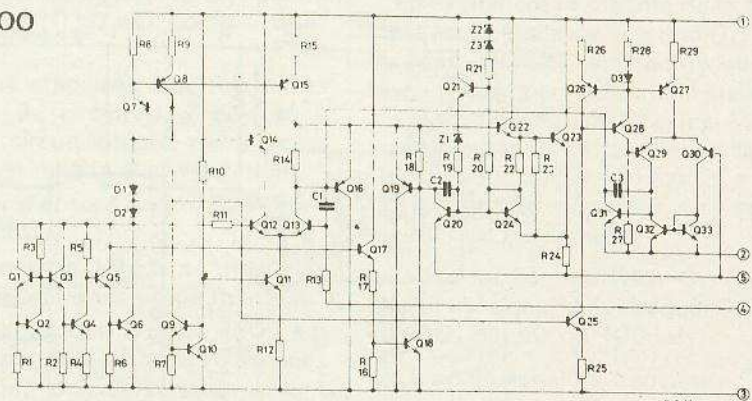 00
R8 R9 R15 Z2 Z3 R26 R28 R29 1
Q8 Q15 R21 Q21 Q26 D3 Q27
Q7 Q14 Q22 Q23 Q28
R14 Z1 Q29 Q30
R10 R18 R19 R20 R22 R23
D1 C1 Q16 Q19 C2 C3
D2 R11 Q12 Q13 Q20 Q24 Q31 Q32 Q33
R3 R5 Q17 R24 R27 2
Q1 Q3 Q5 Q11 R13 R17 5
4
Q2 Q4 Q6 Q9 Q25
Q10 R12 Q18
R1 R2 R4 R6 R7 R16 R25
3